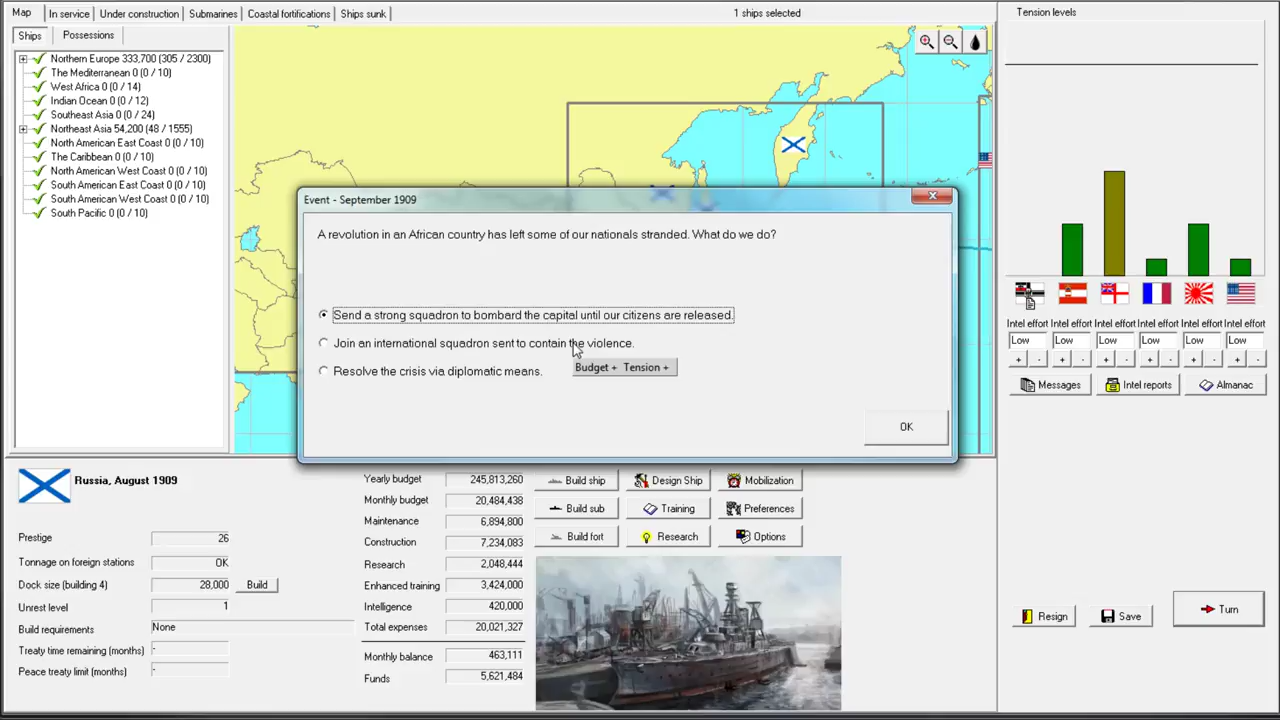 Map
In service
Under construction
Submarines
Coastal fortifications
Ships sunk
1 ships selected
Tension levels
Ships
Possessions
Northern Europe 333,700 (305 / 2300)
The Mediterranean 0 (0 / 10)
West Africa 0 (0 / 14)
Indian Ocean 0 (0 / 12)
Southeast Asia 0 (0 / 24)
Northeast Asia 54,200 (48 / 1555)
North American East Coast 0 (0 / 10)
The Caribbean 0 (0 / 10)
North American West Coast 0 (0 / 10)
South American East Coast 0 (0 / 10)
South American West Coast 0 (0 / 10)
South Pacific 0 (0 / 10)
Event - September 1909
A revolution in an African country has left some of our nationals stranded. What do we do?
Send a strong squadron to bombard the capital until our citizens are released.
Join an international squadron sent to contain the violence.
Budget + Tension +
Resolve the crisis via diplomatic means.
OK
Intel effort Intel effort Intel effort Intel effort Intel effort Intel effort
Low Low Low Low Low Low
+ - + - + - + - + - + -
Messages
Intel reports
Almanac
Russia, August 1909
Prestige 26
Tonnage on foreign stations OK
Dock size (building 4) 28,000 Build
Unrest level 1
Build requirements None
Treaty time remaining (months) -
Peace treaty limit (months) -
Yearly budget 245,813,260
Monthly budget 20,484,438
Maintenance 6,894,800
Construction 7,234,083
Research 2,048,444
Enhanced training 3,424,000
Intelligence 420,000
Total expenses 20,021,327
Monthly balance 463,111
Funds 5,621,484
Build ship
Design Ship
Mobilization
Build sub
Training
Preferences
Build fort
Research
Options
Resign
Save
Turn